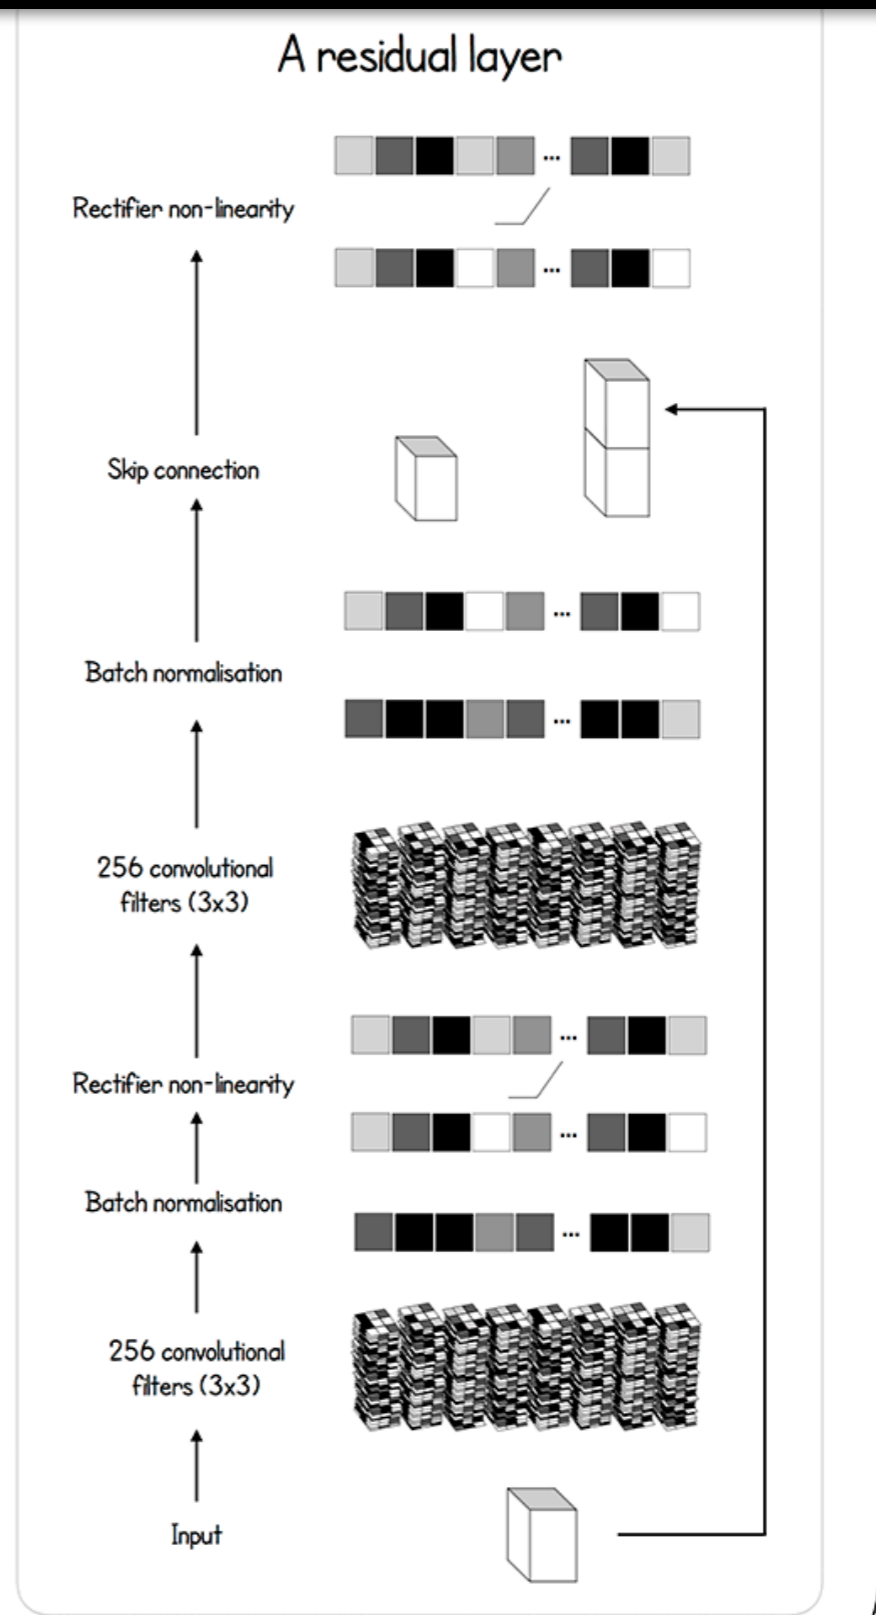 A residual layer
Rectifier non-linearity
Skip connection
Batch normalisation
256 convolutional
filters (3x3)
Rectifier non-linearity
Batch normalisation
256 convolutional
filters (3x3)
Input